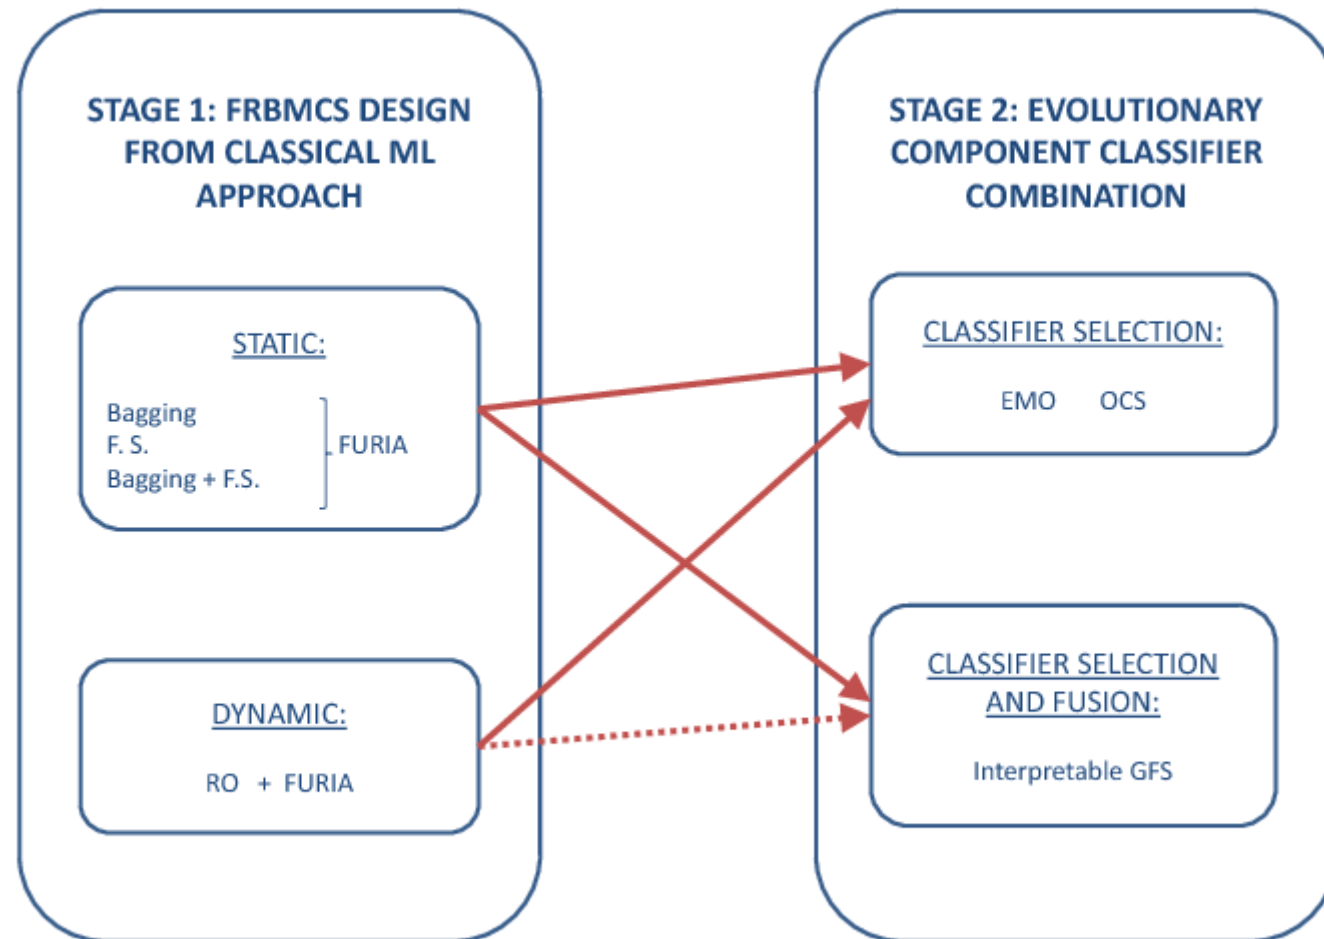 STAGE 1: FRBMCS DESIGN
FROM CLASSICAL ML
APPROACH
STATIC:
Bagging
F. S.
Bagging + F.S.
FURIA
DYNAMIC:
RO + FURIA
STAGE 2: EVOLUTIONARY
COMPONENT CLASSIFIER
COMBINATION
CLASSIFIER SELECTION:
EMO OCS
CLASSIFIER SELECTION
AND FUSION:
Interpretable GFS